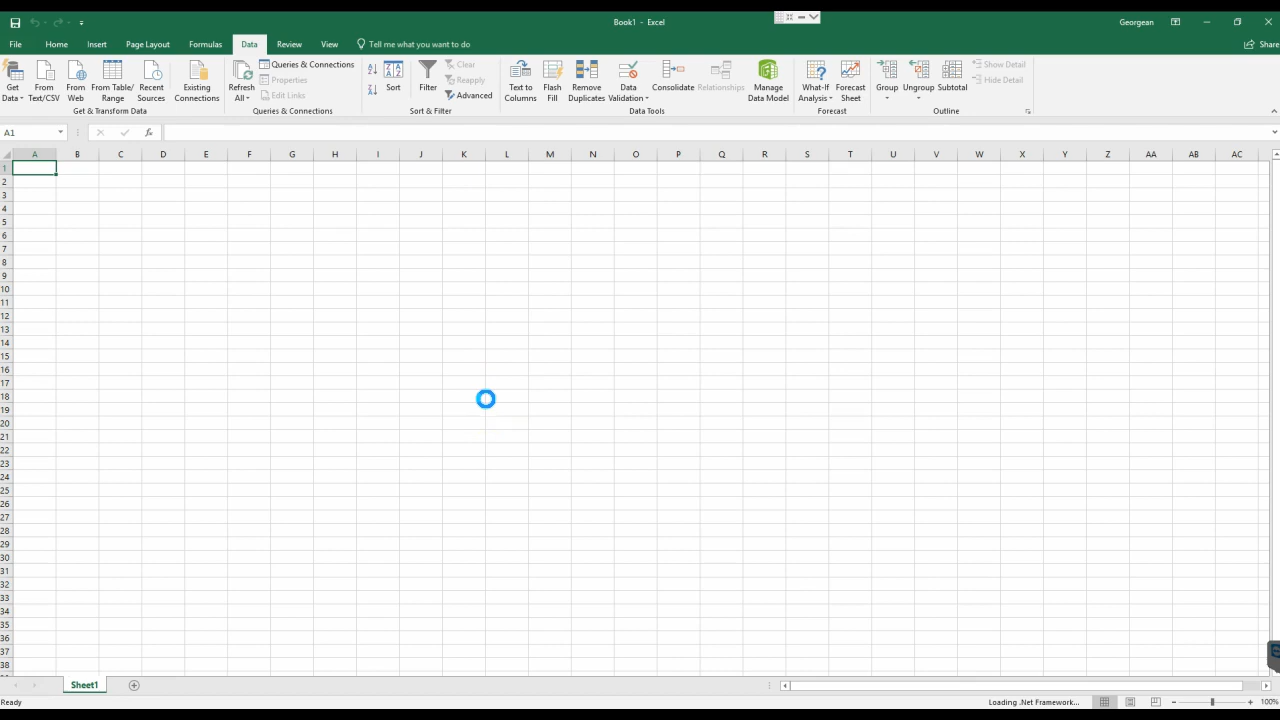 Book1 - Excel
Georgean
File Home Insert Page Layout Formulas Data Review View Tell me what you want to do Share
Get Data From Text/CSV From Web From Table/ Range Recent Sources Existing Connections
Get & Transform Data
Refresh All Queries & Connections Properties Edit Links
Queries & Connections
Sort Filter Clear Reapply Advanced
Sort & Filter
Text to Columns Flash Fill Remove Duplicates Data Validation Consolidate Relationships Manage Data Model
Data Tools
What-If Analysis Forecast Sheet
Forecast
Group Ungroup Subtotal Show Detail Hide Detail
Outline
A1 fx
A B C D E F G H I J K L M N O P Q R S T U V W X Y Z AA AB AC
1
2
3
4
5
6
7
8
9
10
11
12
13
14
15
16
17
18
19
20
21
22
23
24
25
26
27
28
29
30
31
32
33
34
35
36
37
38
Sheet1
Ready Loading .Net Framework... 100%